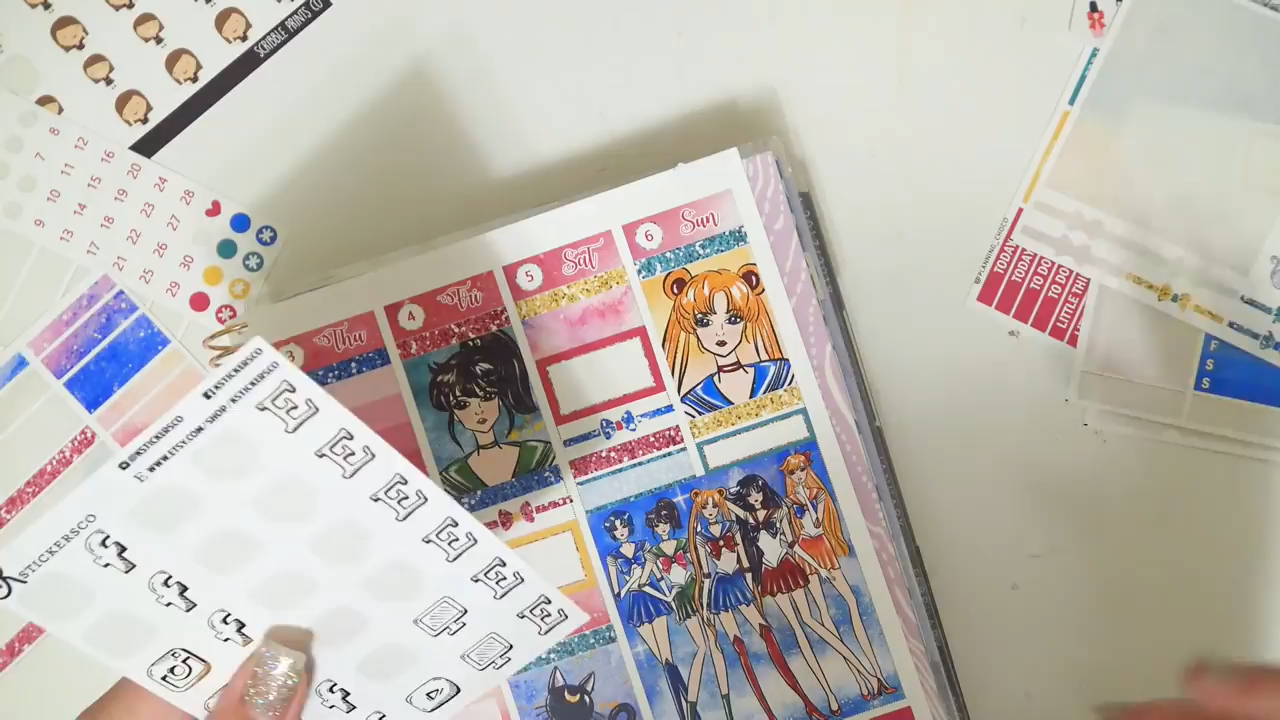 SCRIBBLE PRINTS CO
8
7 12
11 16
10 15 20
9 14 19 24
13 18 23 28
17 22 27
21 26 30
25 29
6 Sun
5 Sat
4 Fri
3 Thu
@PLANNING_CHOCO
TODAY
TODAY
TO DO
TO DO
LITTLE THI
F
S
S
KSTICKERSCO
@KSTICKERSCO
E: WWW.ETSY.COM/SHOP/KSTICKERSCO
STICKERSCO